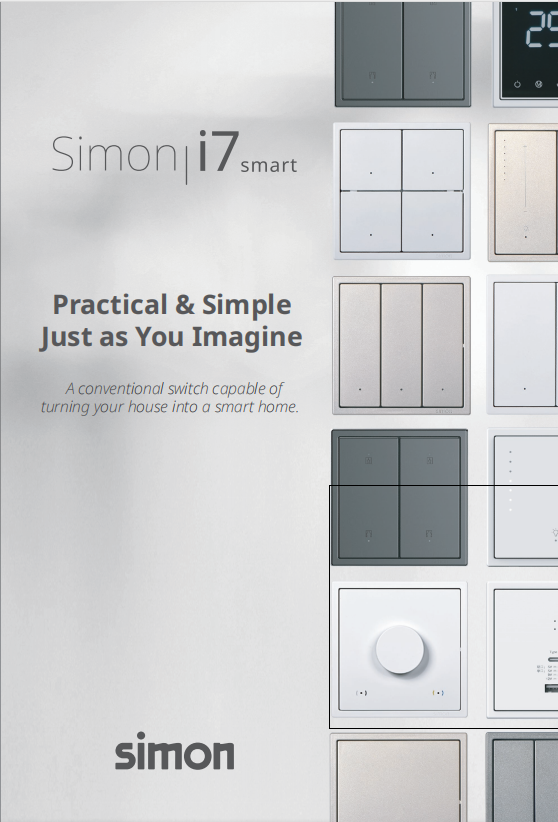 Simon|i7 smart
Practical & Simple
Just as You Imagine
A conventional switch capable of
turning your house into a smart home.
simon